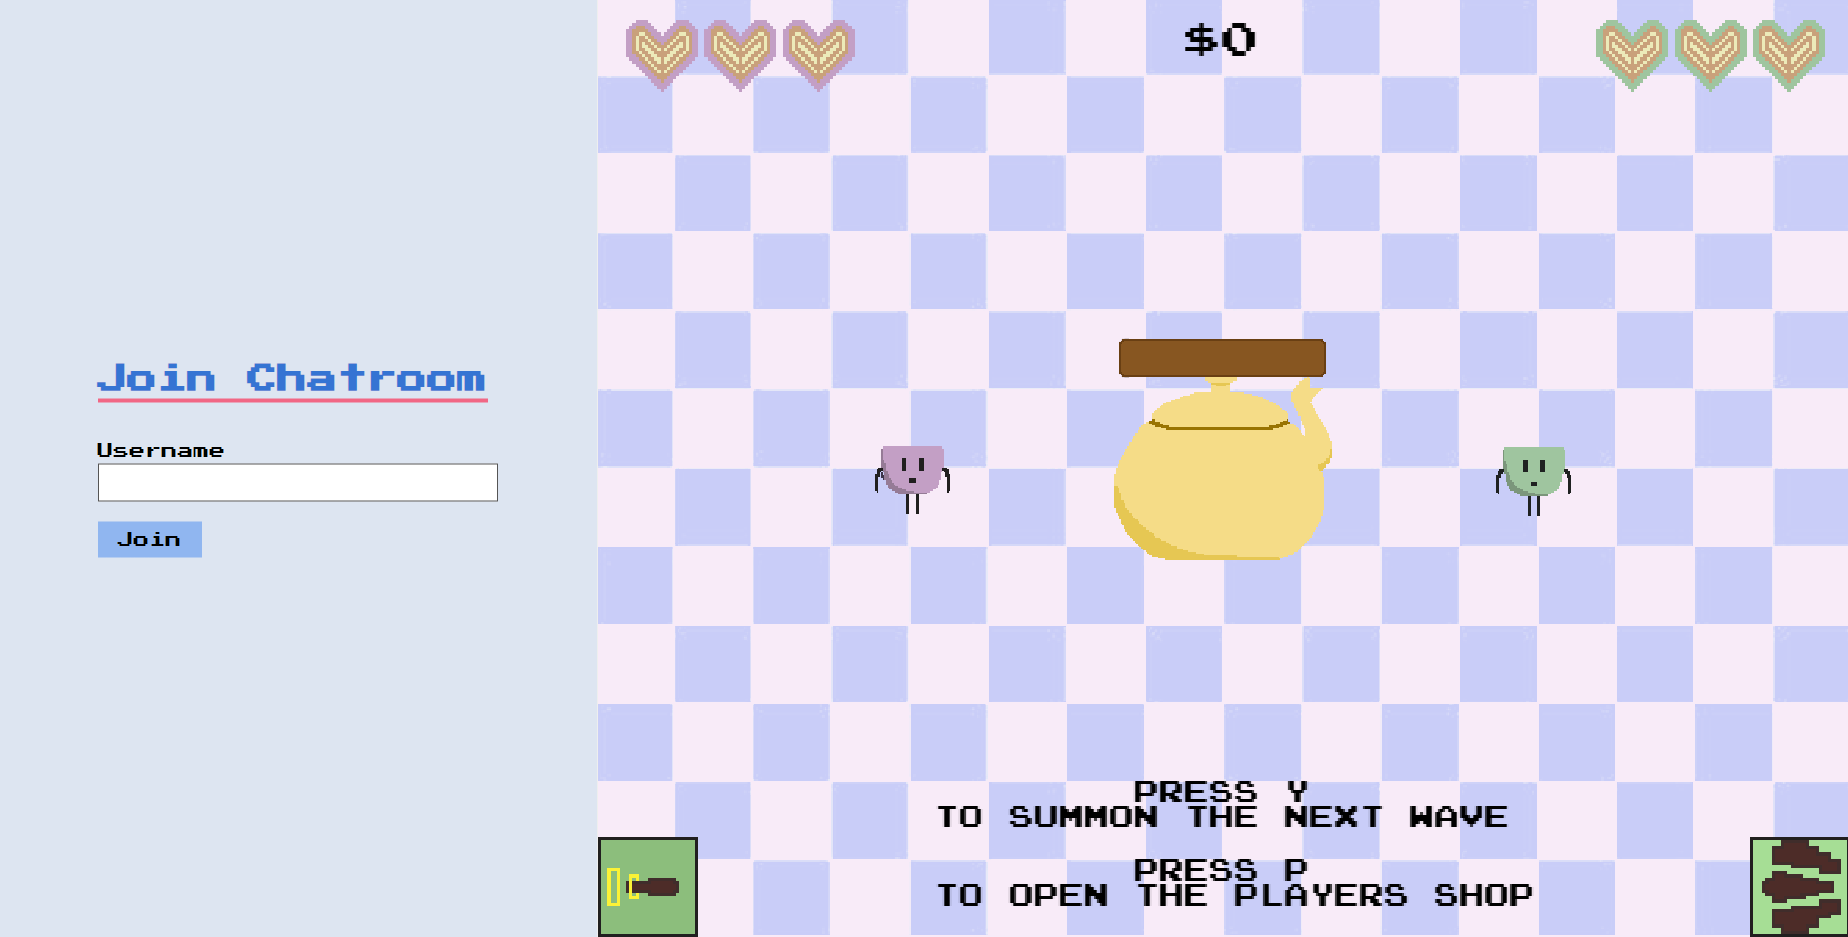 Join Chatroom
Username
Join
$0
PRESS Y
TO SUMMON THE NEXT WAVE
PRESS P
TO OPEN THE PLAYERS SHOP